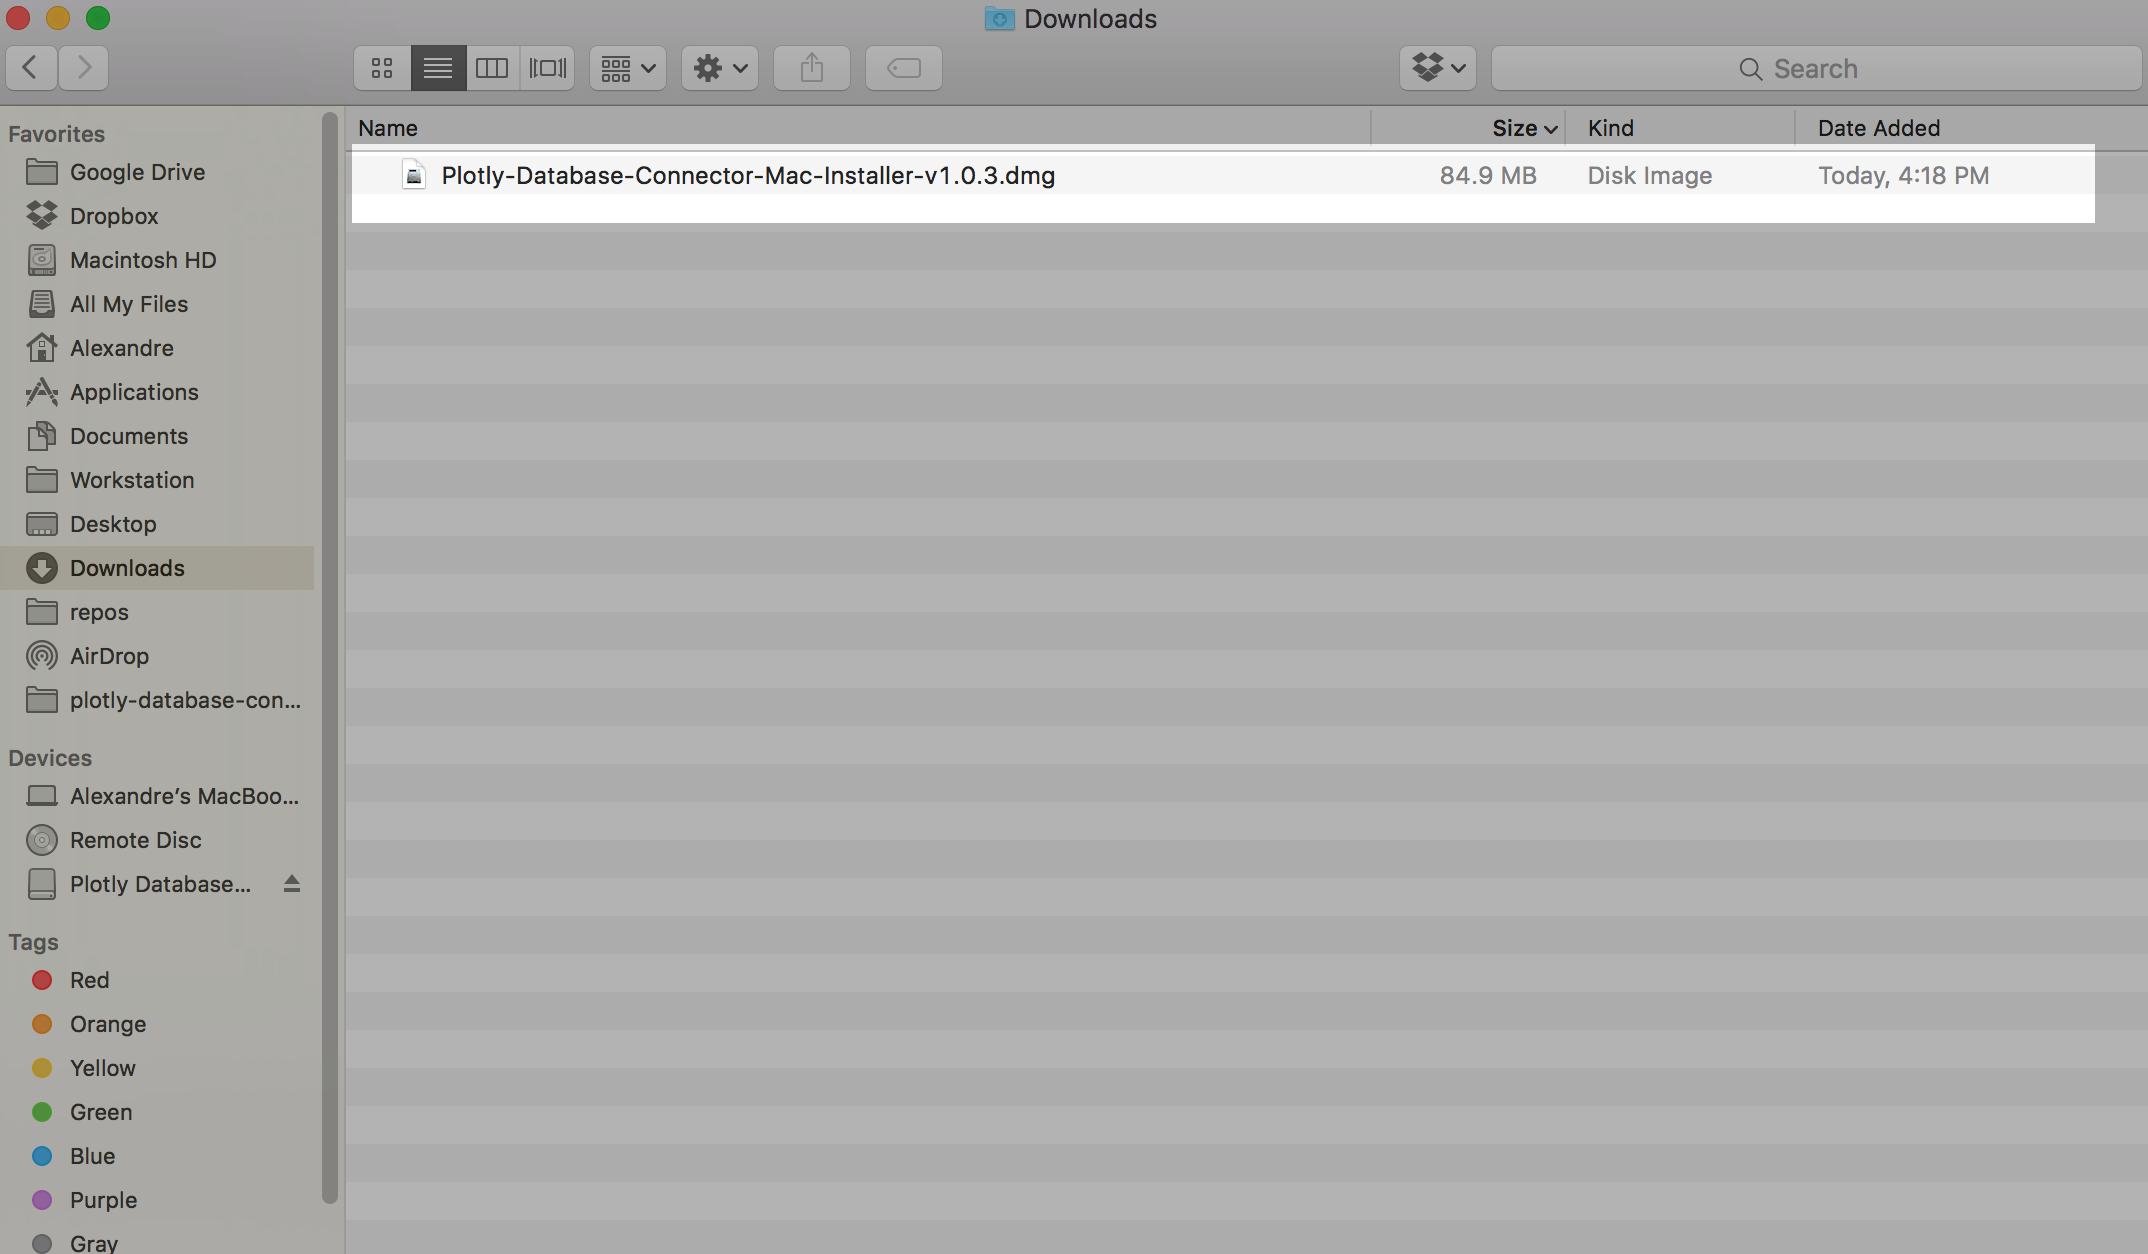 Downloads
Search
Favorites
Google Drive
Dropbox
Macintosh HD
All My Files
Alexandre
Applications
Documents
Workstation
Desktop
Downloads
repos
AirDrop
plotly-database-con...
Devices
Alexandre’s MacBoo...
Remote Disc
Plotly Database...
Tags
Red
Orange
Yellow
Green
Blue
Purple
Gray
Name Size Kind Date Added
Plotly-Database-Connector-Mac-Installer-v1.0.3.dmg 84.9 MB Disk Image Today, 4:18 PM